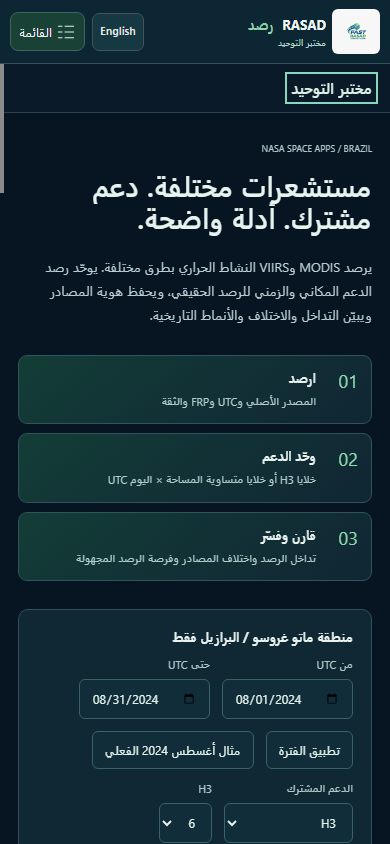 FAST
RASAD
RASAD رصد
مختبر التوحيد
English
القائمة
مختبر التوحيد
NASA SPACE APPS / BRAZIL
مستشعرات مختلفة. دعم
مشترك. أدلة واضحة.
يرصد MODIS وVIIRS النشاط الحراري بطرق مختلفة. يوحّد رصد
الدعم المكاني والزمني للرصد الحقيقي، ويحفظ هوية المصادر
ويبيّن التداخل والاختلاف والأنماط التاريخية.
01
ارصد
المصدر الأصلي وUTC وFRP والثقة
02
وحّد الدعم
خلايا H3 أو خلايا متساوية المساحة × اليوم UTC
03
قارن وفسّر
تداخل الرصد واختلاف المصادر وفرصة الرصد المجهولة
منطقة ماتو غروسو / البرازيل فقط
من UTC
حتى UTC
08/01/2024
08/31/2024
تطبيق الفترة
مثال أغسطس 2024 الفعلي
الدعم المشترك
H3
H3
6